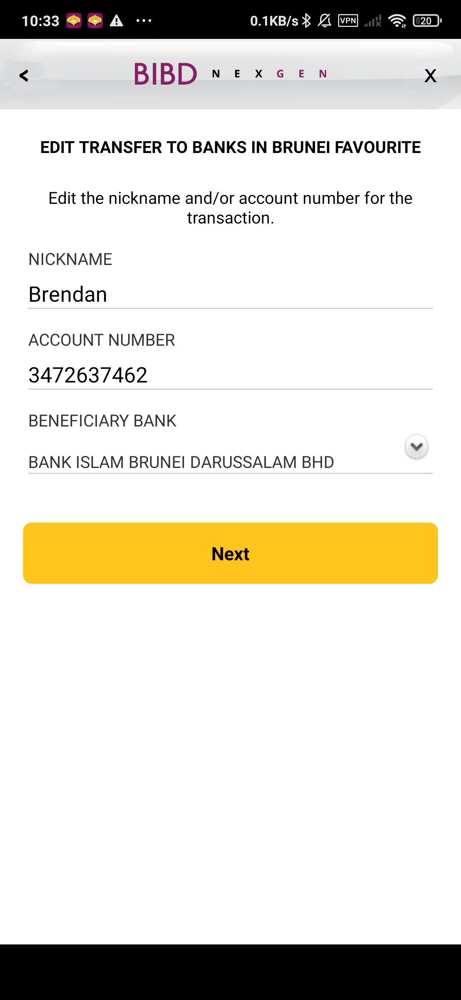 10:33 ... 0.1KB/s VPN 20
< BIBD NEXGEN X
EDIT TRANSFER TO BANKS IN BRUNEI FAVOURITE
Edit the nickname and/or account number for the
transaction.
NICKNAME
Brendan
ACCOUNT NUMBER
3472637462
BENEFICIARY BANK
BANK ISLAM BRUNEI DARUSSALAM BHD
Next